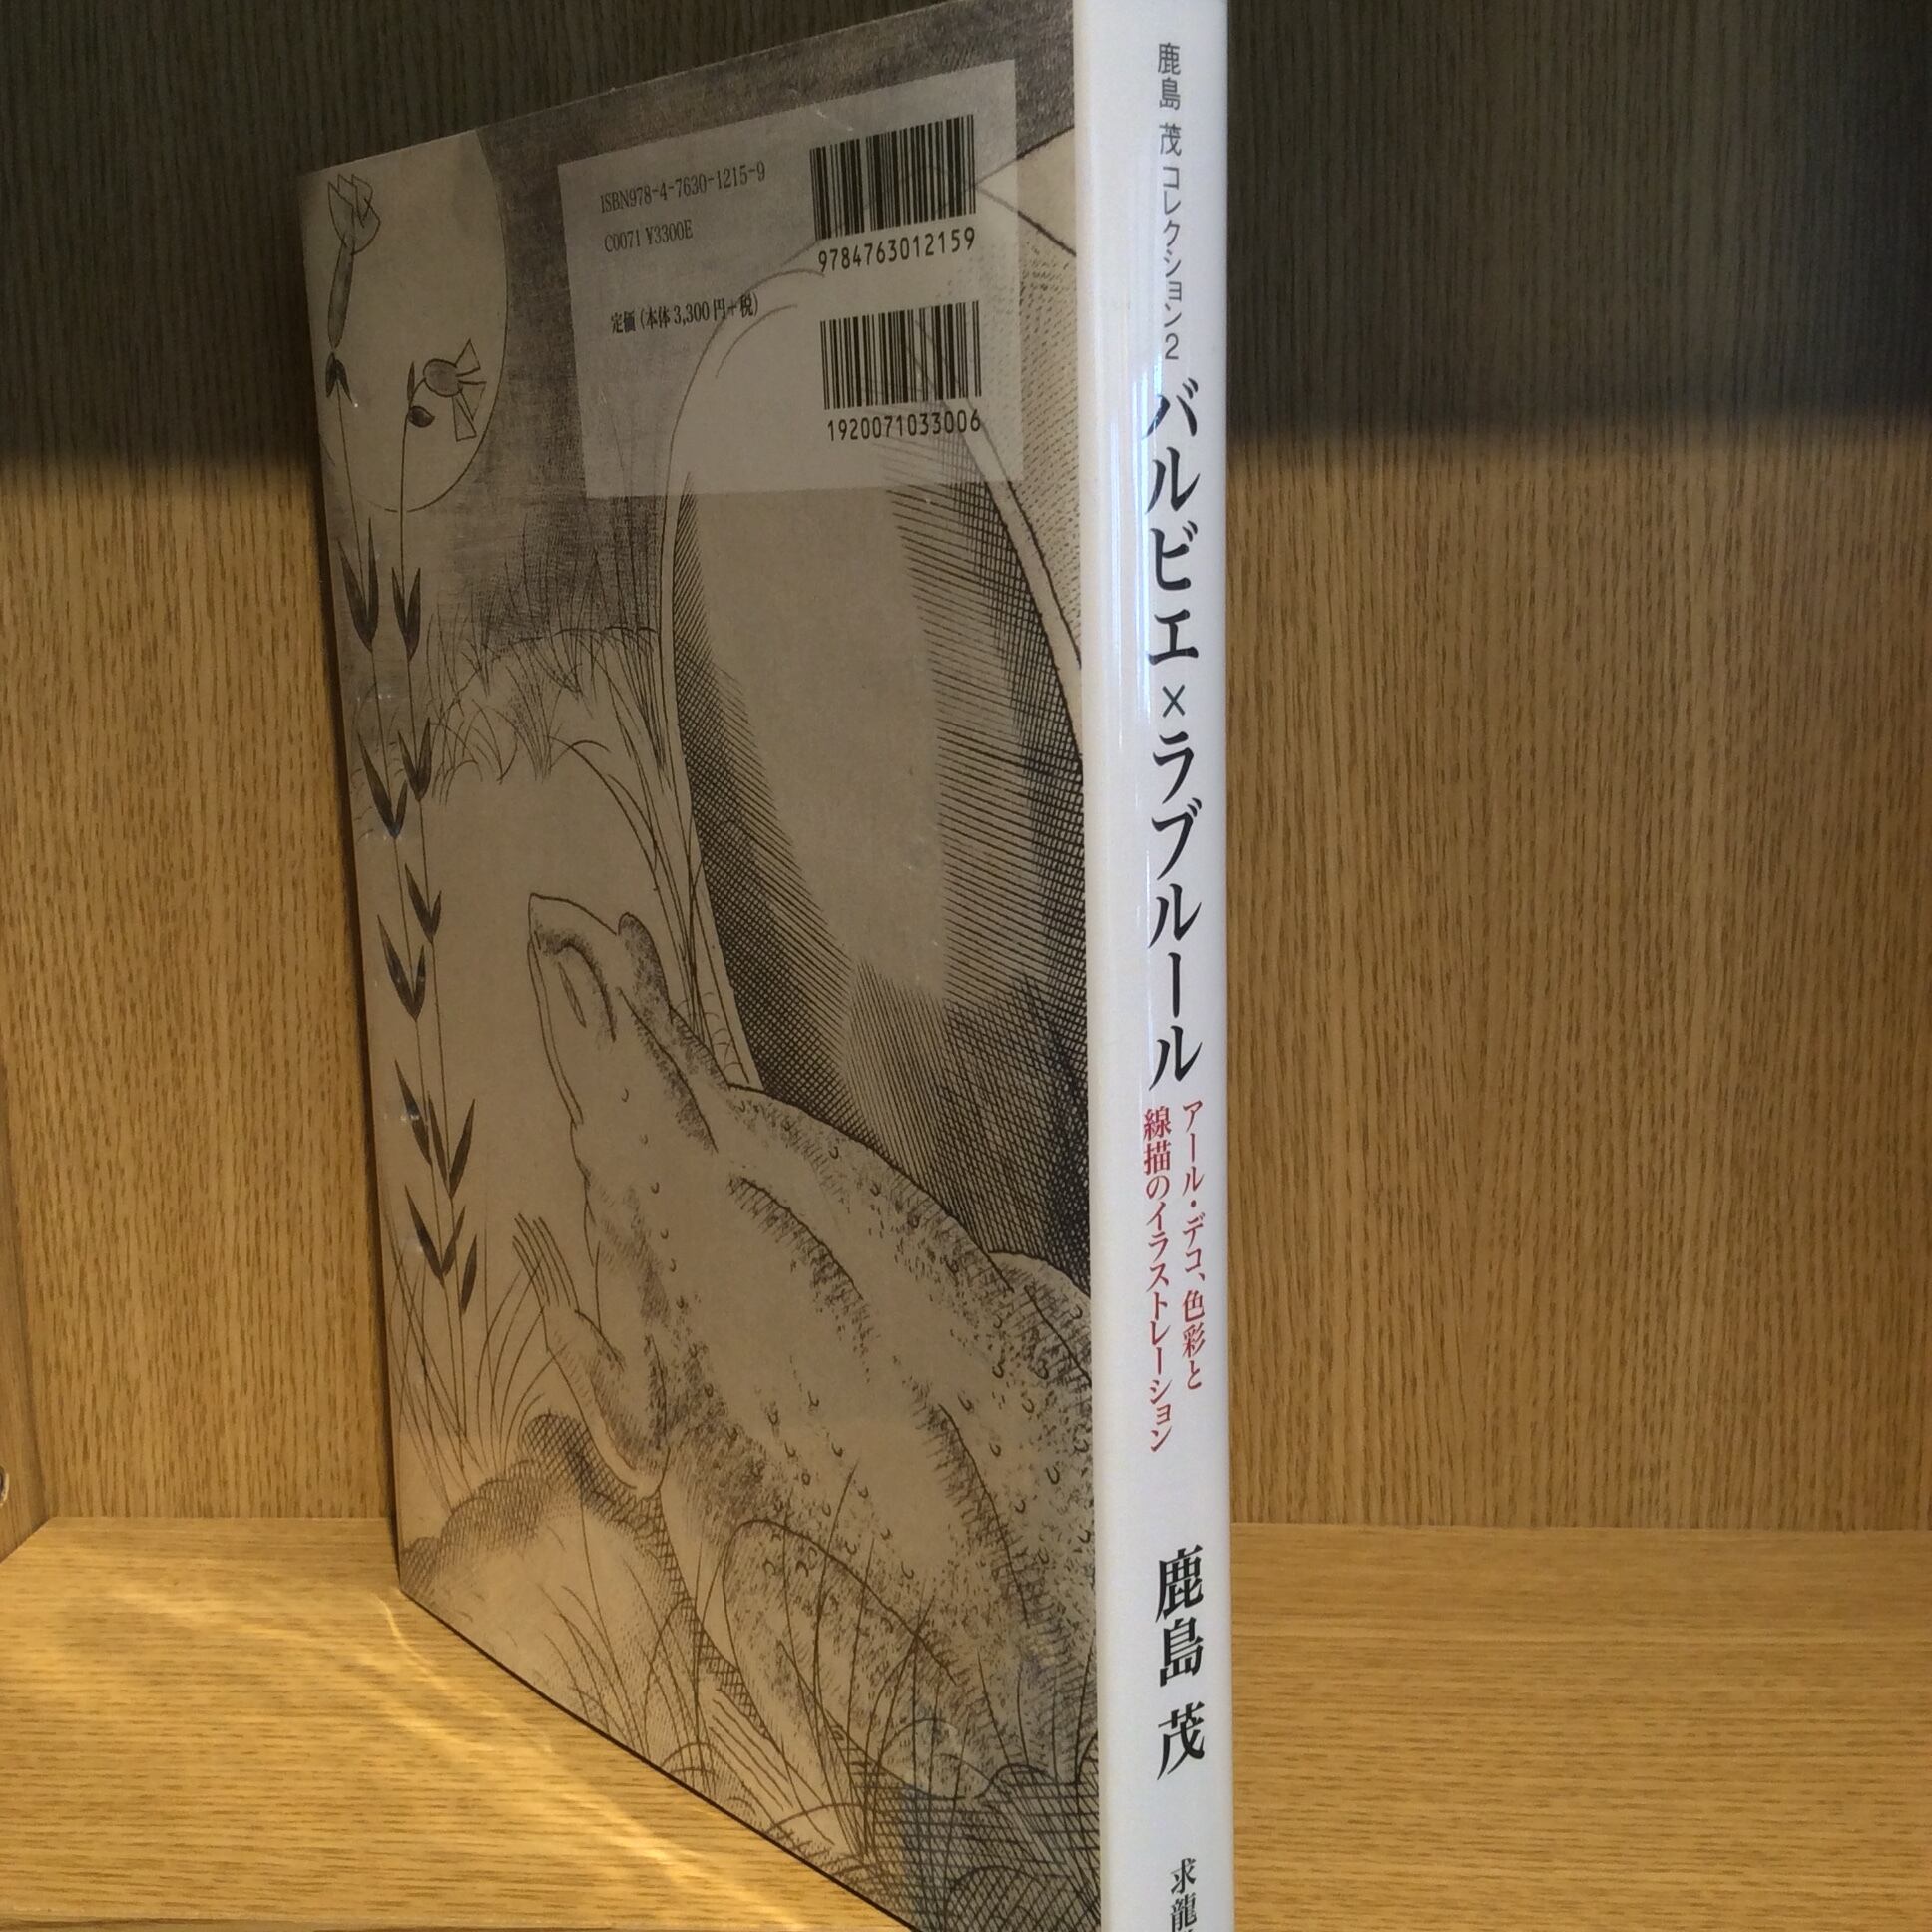 ISBN978-4-7630-1215-9
C0071 ¥3300E
定価(本体3,300円+税)
9784763012159
1920071033006
鹿島 茂 コレクション2
バルビエ×ラブルール
アール・デコ、色彩と
線描のイラストレーション
鹿島 茂
求龍